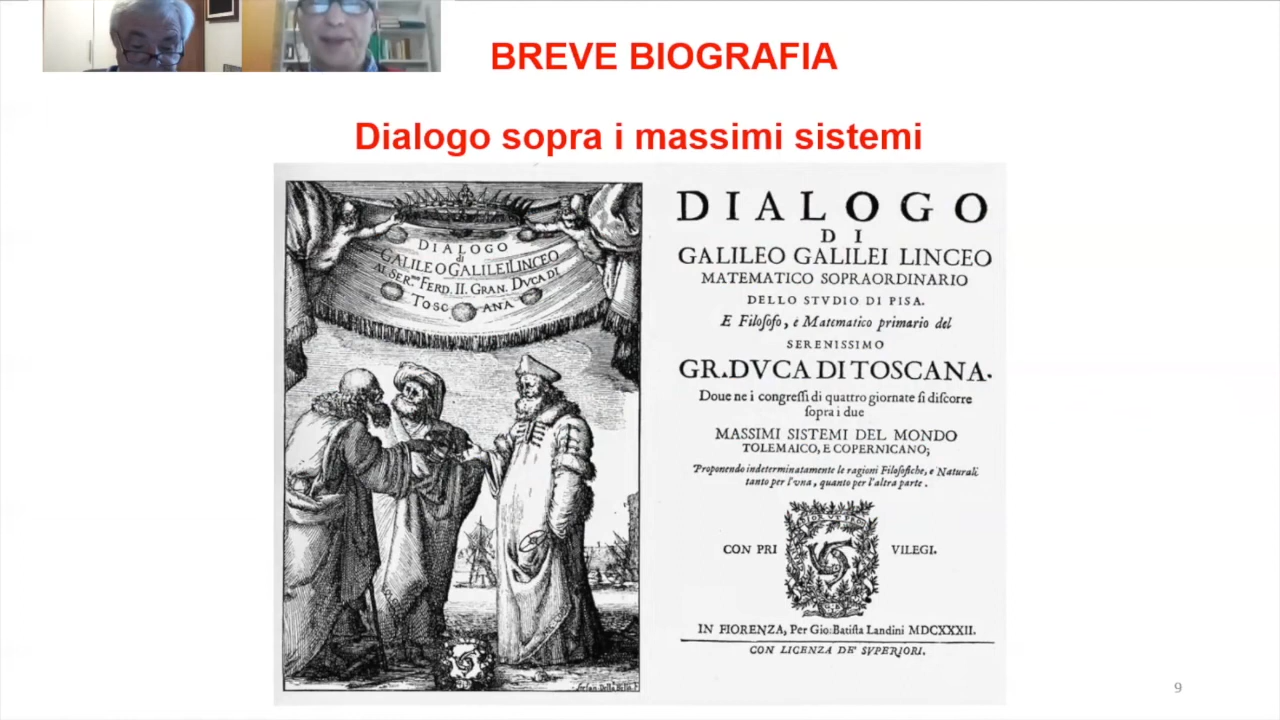 BREVE BIOGRAFIA
Dialogo sopra i massimi sistemi
DIALOGO
di
GALILEO GALILEI LINCEO
AL SER.mo FERD. II. GRAN. DVCA DI
TOSCANA
DIALOGO
DI
GALILEO GALILEI LINCEO
MATEMATICO SOPRAORDINARIO
DELLO STVDIO DI PISA.
E Filoſofo, e Matematico primario del
SERENISSIMO
GR.DVCA DI TOSCANA.
Doue ne i congreſſi di quattro giornate ſi diſcorre
ſopra i due
MASSIMI SISTEMI DEL MONDO
TOLEMAICO, E COPERNICANO;
Proponendo indeterminatamente le ragioni Filoſofiche, e Naturali
tanto per l'vna, quanto per l'altra parte.
CON PRI VILEGI.
IN FIORENZA, Per Gio:Batiſta Landini MDCXXXII.
CON LICENZA DE' SVPERIORI.
9